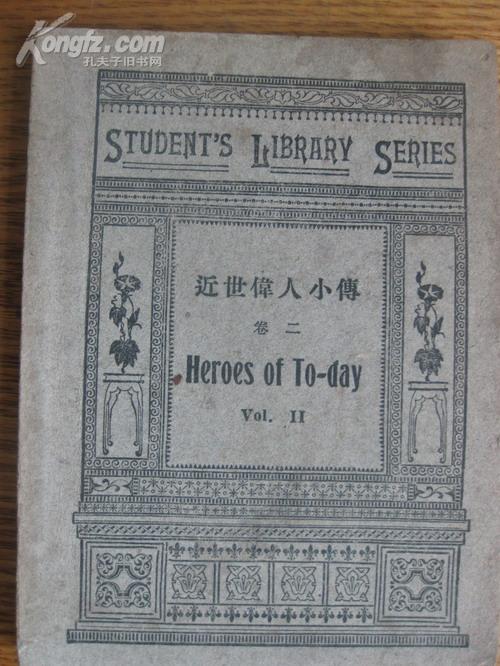 Kongfz.com
孔夫子旧书网
STUDENT'S LIBRARY SERIES
近世偉人小傳
卷二
Heroes of To-day
Vol. II